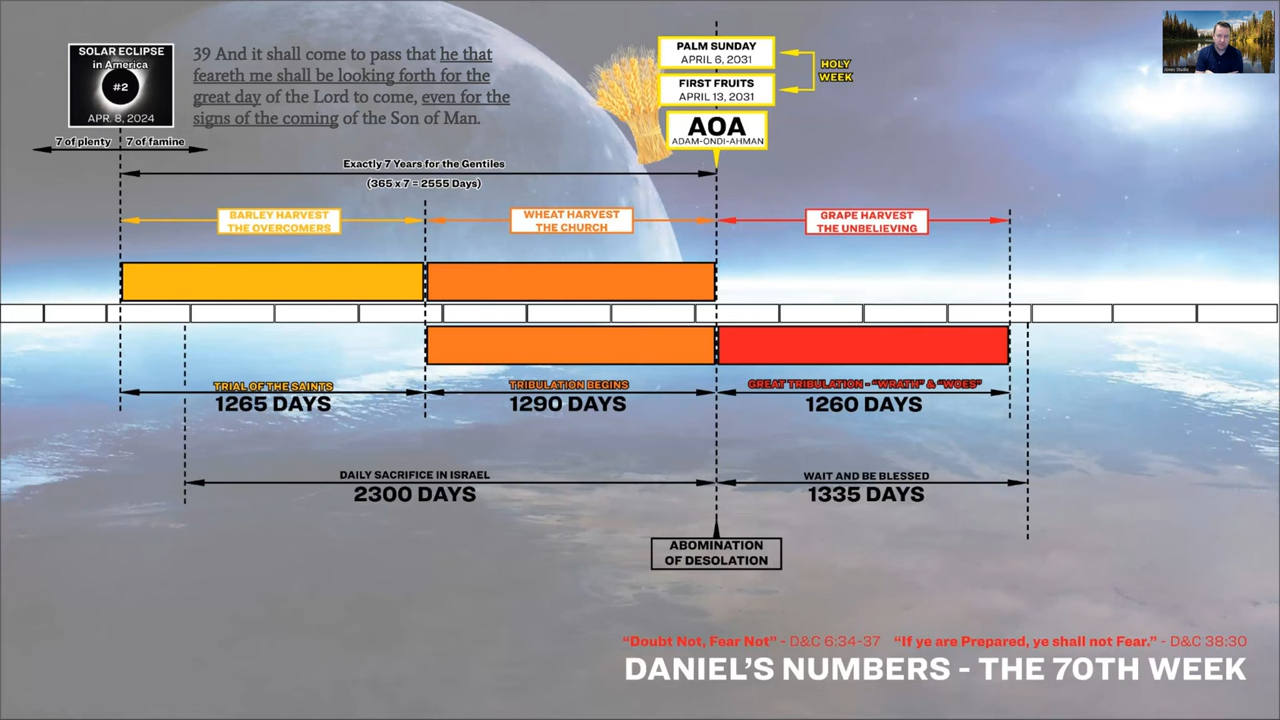 SOLAR ECLIPSE
in America
#2
APR. 8, 2024
39 And it shall come to pass that he that
feareth me shall be looking forth for the
great day of the Lord to come, even for the
signs of the coming of the Son of Man.
PALM SUNDAY
APRIL 6, 2031
FIRST FRUITS
APRIL 13, 2031
HOLY
WEEK
AOA
ADAM-ONDI-AHMAN
Jones Studio
7 of plenty
7 of famine
Exactly 7 Years for the Gentiles
(365 x 7 = 2555 Days)
BARLEY HARVEST
THE OVERCOMERS
WHEAT HARVEST
THE CHURCH
GRAPE HARVEST
THE UNBELIEVING
TRIAL OF THE SAINTS
1265 DAYS
TRIBULATION BEGINS
1290 DAYS
GREAT TRIBULATION - “WRATH” & “WOES”
1260 DAYS
DAILY SACRIFICE IN ISRAEL
2300 DAYS
WAIT AND BE BLESSED
1335 DAYS
ABOMINATION
OF DESOLATION
“Doubt Not, Fear Not” - D&C 6:34-37 “If ye are Prepared, ye shall not Fear.” - D&C 38:30
DANIEL’S NUMBERS - THE 70TH WEEK